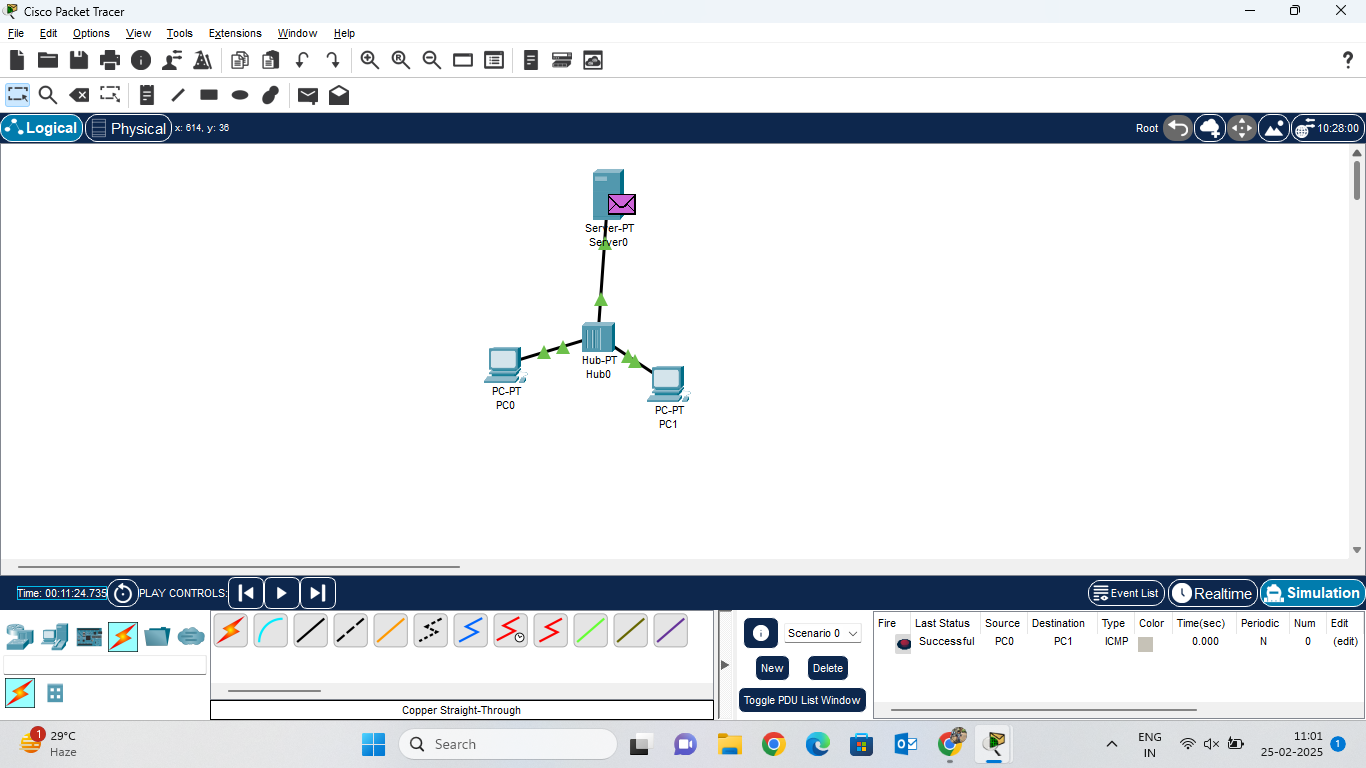 Cisco Packet Tracer
File Edit Options View Tools Extensions Window Help
Logical Physical x: 614, y: 36 Root 10:28:00
Server-PT
Server0
Hub-PT
Hub0
PC-PT
PC0
PC-PT
PC1
Time: 00:11:24.735 PLAY CONTROLS: Event List Realtime Simulation
Scenario 0
New Delete
Toggle PDU List Window
Fire Last Status Source Destination Type Color Time(sec) Periodic Num Edit
Successful PC0 PC1 ICMP 0.000 N 0 (edit)
Copper Straight-Through
1
29°C
Haze
Search
ENG
IN
11:01
25-02-2025
1